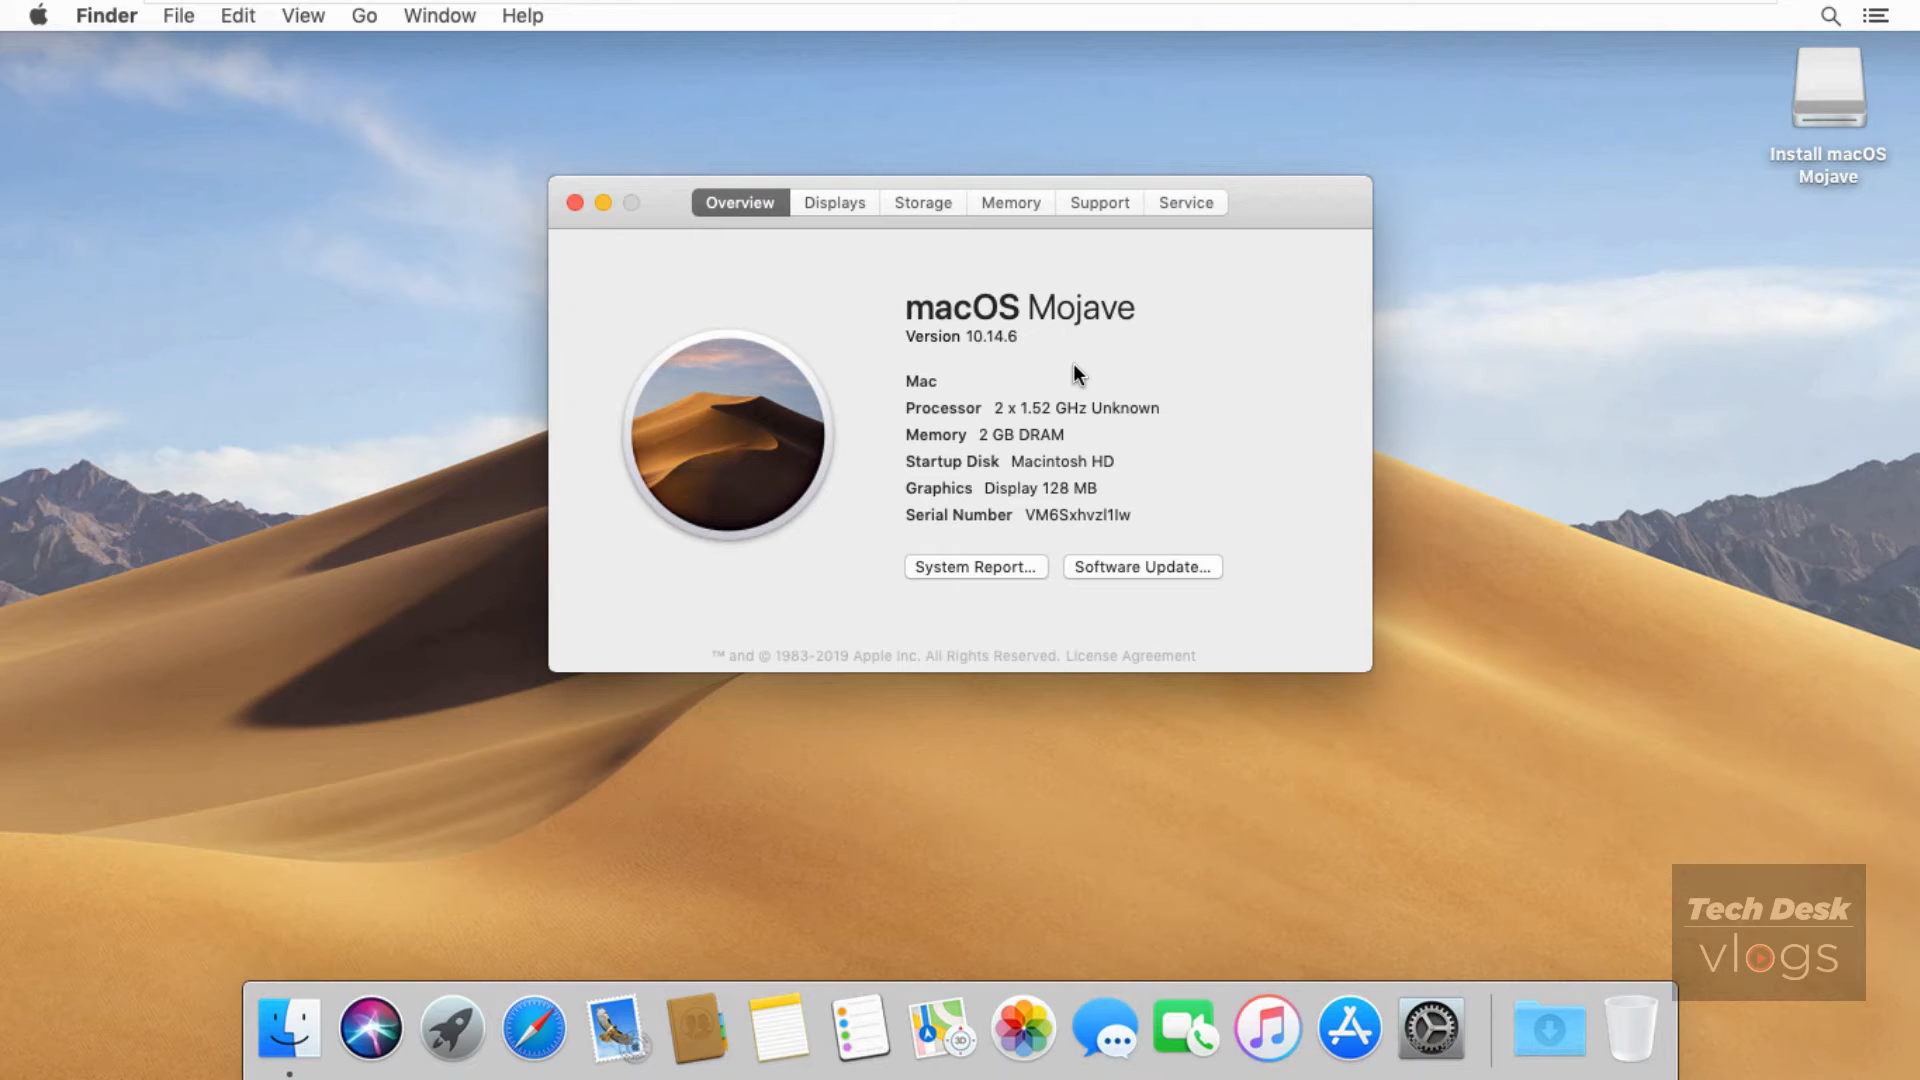 Finder File Edit View Go Window Help
Install macOS
Mojave
Overview Displays Storage Memory Support Service
macOS Mojave
Version 10.14.6
Mac
Processor 2 x 1.52 GHz Unknown
Memory 2 GB DRAM
Startup Disk Macintosh HD
Graphics Display 128 MB
Serial Number VM6Sxhvzl1lw
System Report...
Software Update...
™ and © 1983-2019 Apple Inc. All Rights Reserved. License Agreement
Tech Desk
vlogs
3D